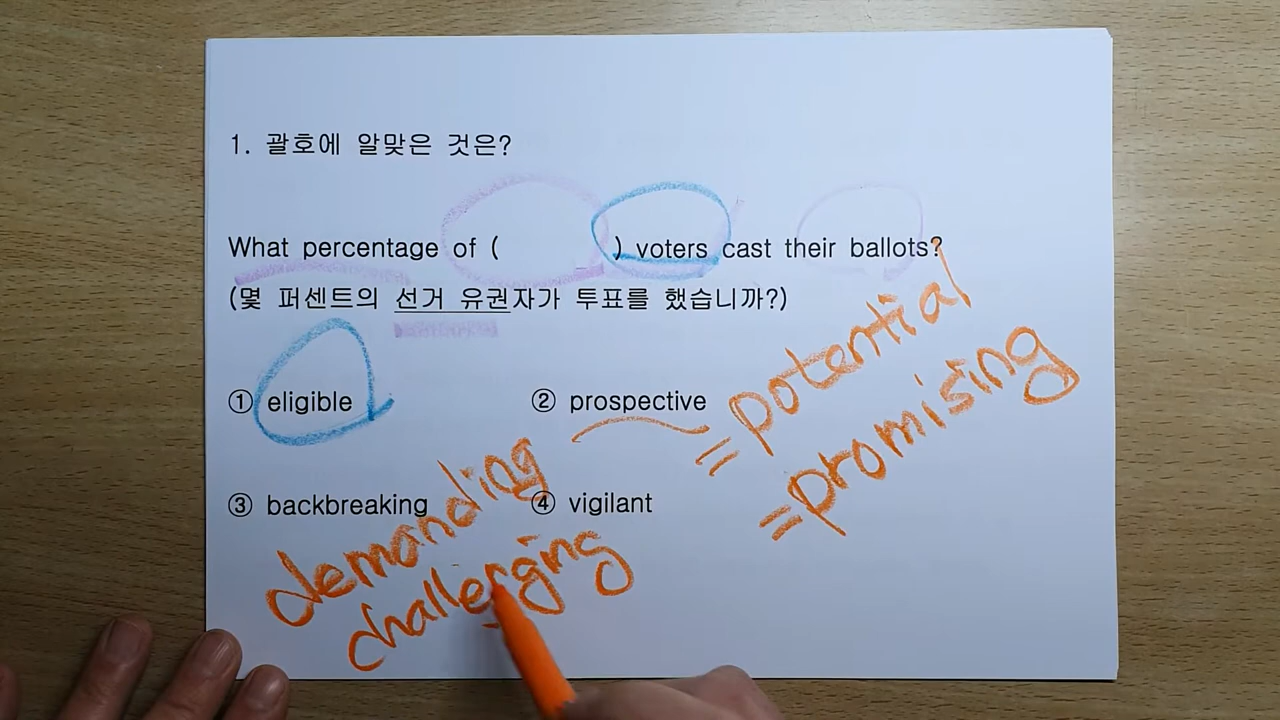 1. 괄호에 알맞은 것은?
What percentage of (          ) voters cast their ballots?
(몇 퍼센트의 선거 유권자가 투표를 했습니까?)
① eligible ② prospective
= potential
= promising
③ backbreaking ④ vigilant
demanding
challenging